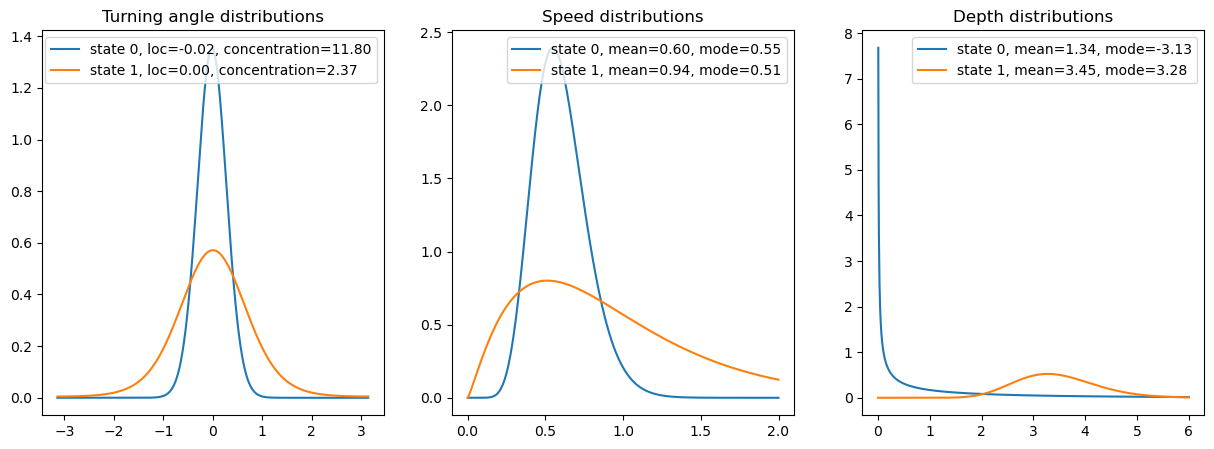 Turning angle distributions
state 0, loc=-0.02, concentration=11.80
state 1, loc=0.00, concentration=2.37
1.4
1.2
1.0
0.8
0.6
0.4
0.2
0.0
−3 −2 −1 0 1 2 3
Speed distributions
state 0, mean=0.60, mode=0.55
state 1, mean=0.94, mode=0.51
2.5
2.0
1.5
1.0
0.5
0.0
0.0 0.5 1.0 1.5 2.0
Depth distributions
state 0, mean=1.34, mode=-3.13
state 1, mean=3.45, mode=3.28
8
7
6
5
4
3
2
1
0
0 1 2 3 4 5 6